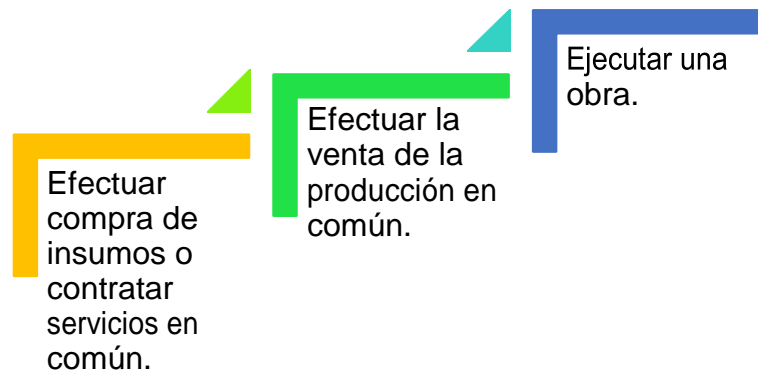 Efectuar
compra de
insumos o
contratar
servicios en
común.
Efectuar la
venta de la
producción en
común.
Ejecutar una
obra.